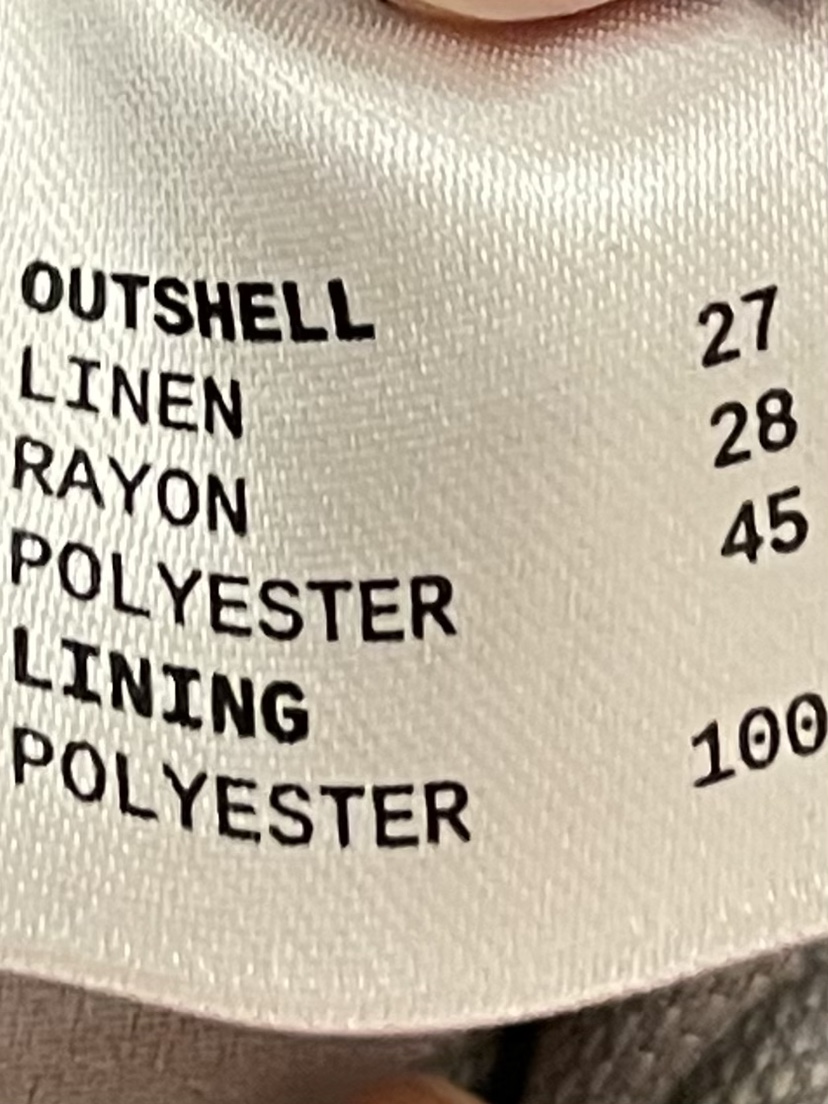 OUTSHELL
LINEN 27
RAYON 28
POLYESTER 45
LINING
POLYESTER 100